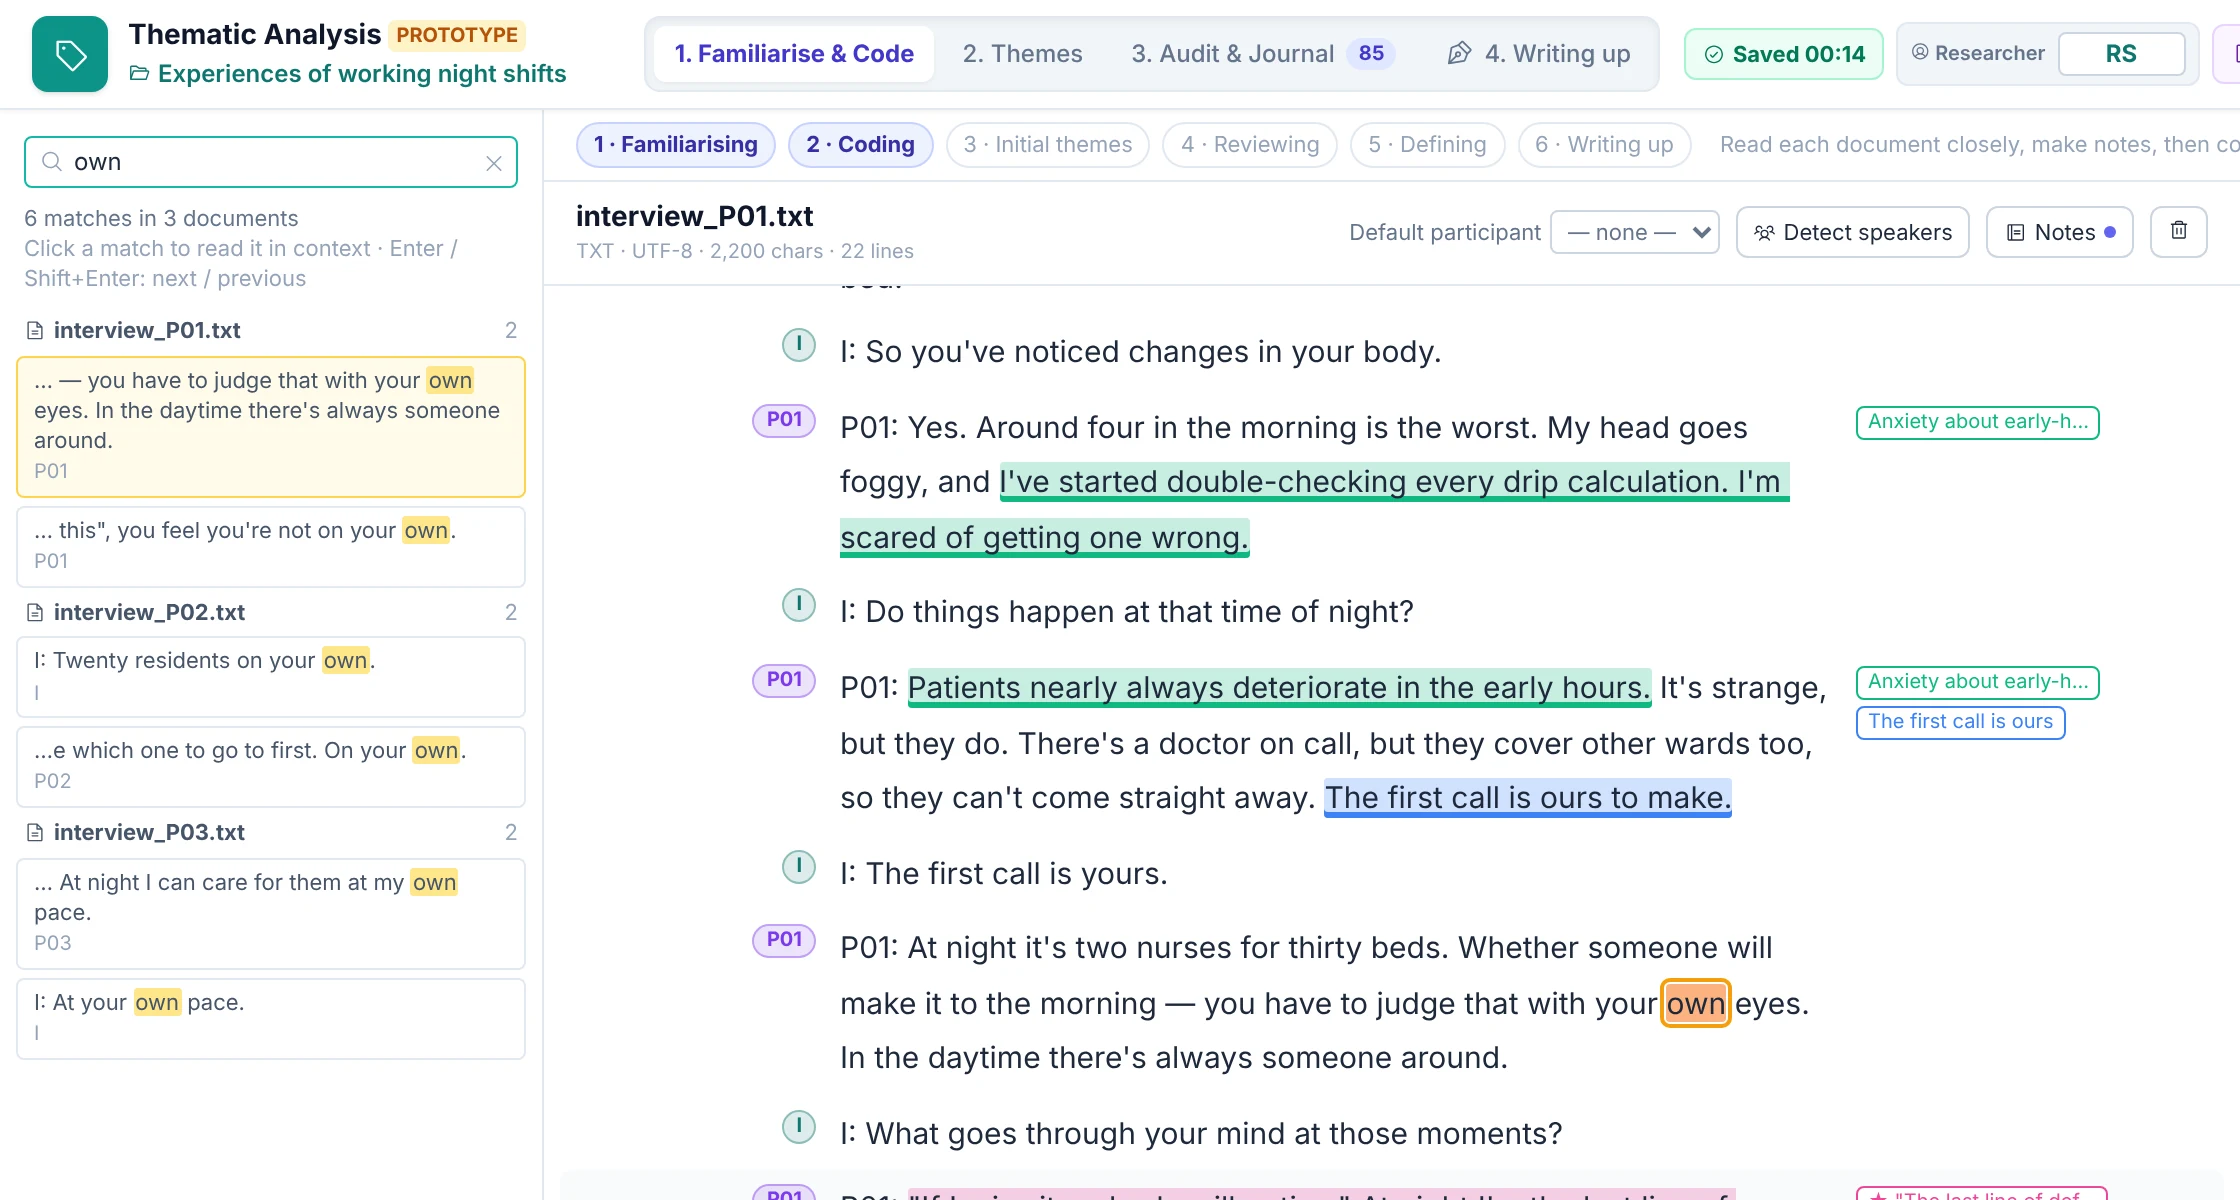 Thematic Analysis PROTOTYPE
Experiences of working night shifts
1. Familiarise & Code
2. Themes
3. Audit & Journal 85
4. Writing up
Saved 00:14
Researcher RS
own
6 matches in 3 documents
Click a match to read it in context · Enter /
Shift+Enter: next / previous
interview_P01.txt 2
... — you have to judge that with your own
eyes. In the daytime there's always someone
around.
P01
... this", you feel you're not on your own.
P01
interview_P02.txt 2
I: Twenty residents on your own.
I
...e which one to go to first. On your own.
P02
interview_P03.txt 2
... At night I can care for them at my own
pace.
P03
I: At your own pace.
I
1 · Familiarising
2 · Coding
3 · Initial themes
4 · Reviewing
5 · Defining
6 · Writing up
Read each document closely, make notes, then co
interview_P01.txt
TXT · UTF-8 · 2,200 chars · 22 lines
Default participant — none —
Detect speakers
Notes
I
I: So you've noticed changes in your body.
P01
P01: Yes. Around four in the morning is the worst. My head goes
foggy, and I've started double-checking every drip calculation. I'm
scared of getting one wrong.
Anxiety about early-h...
I
I: Do things happen at that time of night?
P01
P01: Patients nearly always deteriorate in the early hours. It's strange,
but they do. There's a doctor on call, but they cover other wards too,
so they can't come straight away. The first call is ours to make.
Anxiety about early-h...
The first call is ours
I
I: The first call is yours.
P01
P01: At night it's two nurses for thirty beds. Whether someone will
make it to the morning — you have to judge that with your own eyes.
In the daytime there's always someone around.
I
I: What goes through your mind at those moments?
P01